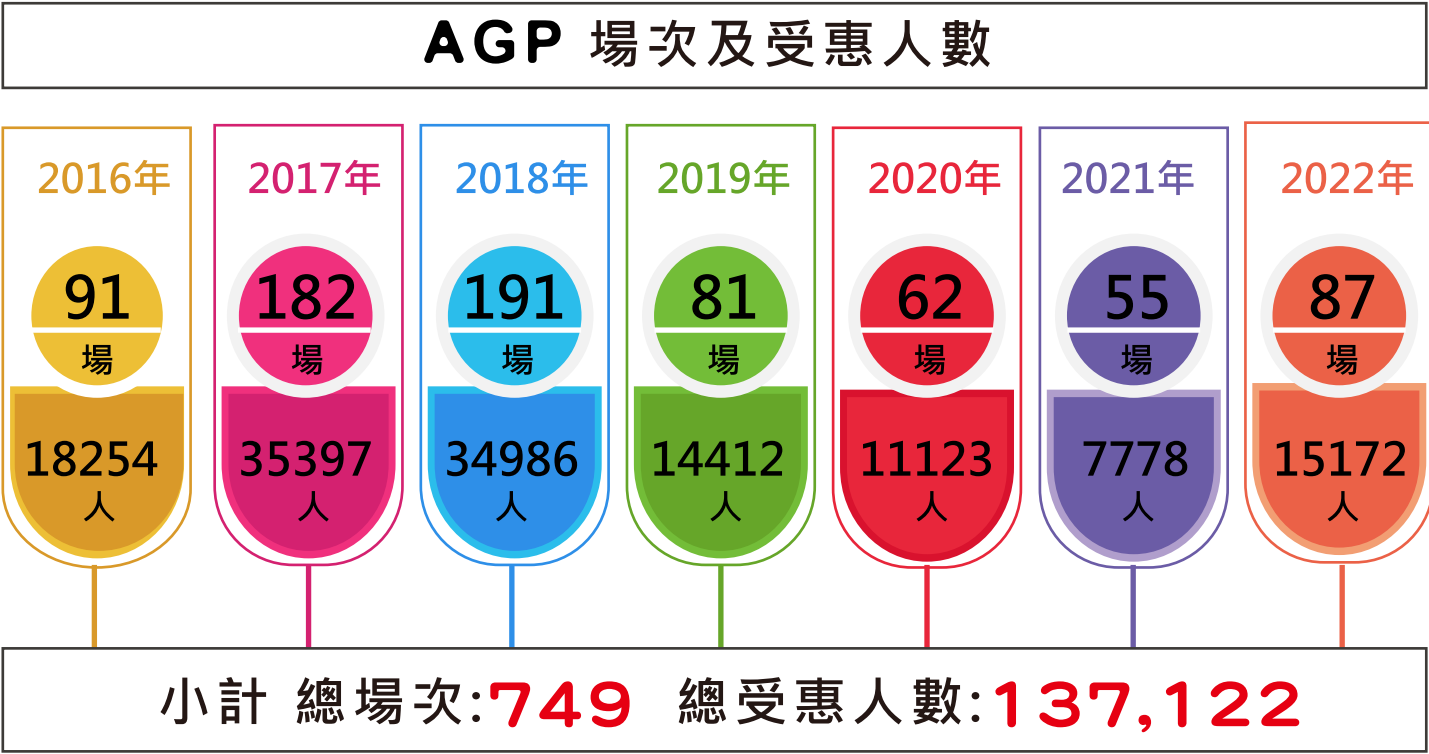 AGP 場次及受惠人數
2016年 2017年 2018年 2019年 2020年 2021年 2022年
91 182 191 81 62 55 87
場 場 場 場 場 場 場
18254 35397 34986 14412 11123 7778 15172
人 人 人 人 人 人 人
小計 總場次:749 總受惠人數:137,122